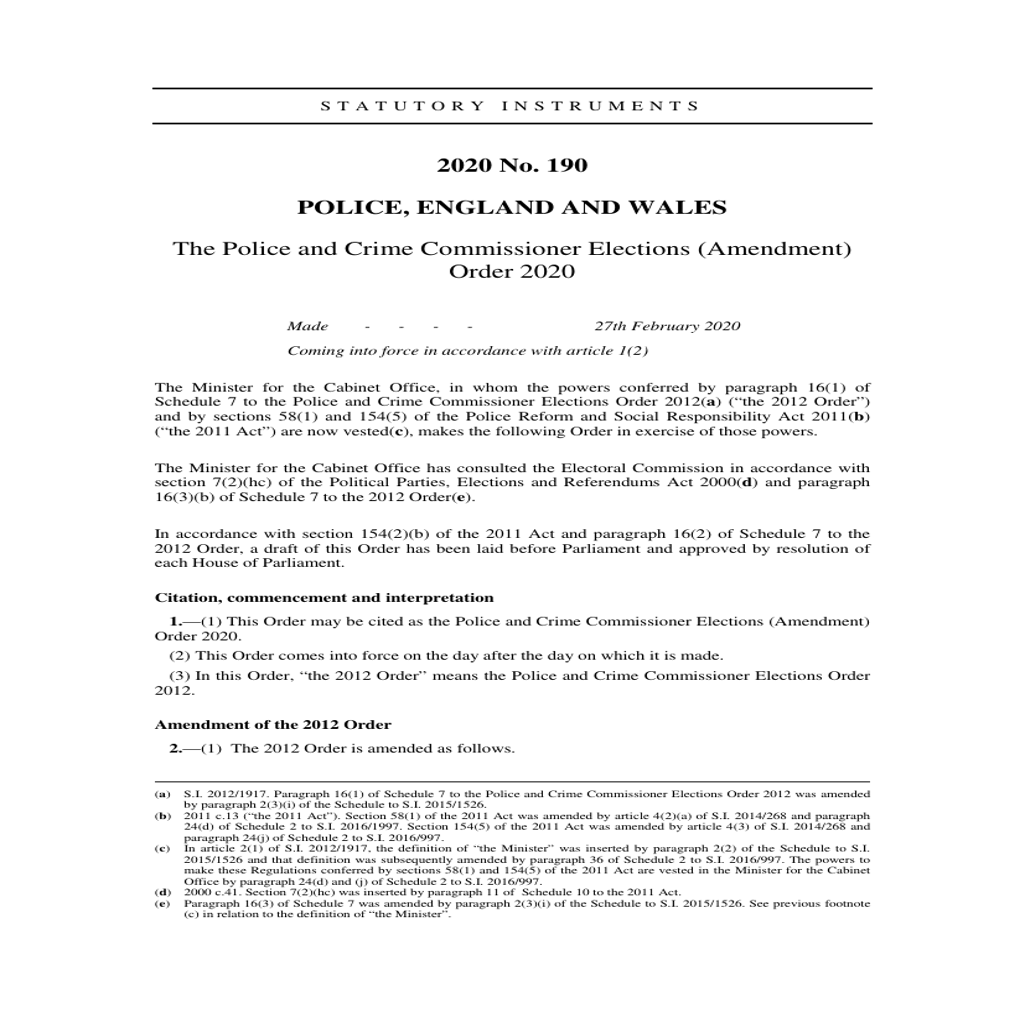 STATUTORY INSTRUMENTS
2020 No. 190
POLICE, ENGLAND AND WALES
The Police and Crime Commissioner Elections (Amendment)
Order 2020
Made - - - - 27th February 2020
Coming into force in accordance with article 1(2)
The Minister for the Cabinet Office, in whom the powers conferred by paragraph 16(1) of
Schedule 7 to the Police and Crime Commissioner Elections Order 2012(a) (“the 2012 Order”)
and by sections 58(1) and 154(5) of the Police Reform and Social Responsibility Act 2011(b)
(“the 2011 Act”) are now vested(c), makes the following Order in exercise of those powers.
The Minister for the Cabinet Office has consulted the Electoral Commission in accordance with
section 7(2)(hc) of the Political Parties, Elections and Referendums Act 2000(d) and paragraph
16(3)(b) of Schedule 7 to the 2012 Order(e).
In accordance with section 154(2)(b) of the 2011 Act and paragraph 16(2) of Schedule 7 to the
2012 Order, a draft of this Order has been laid before Parliament and approved by resolution of
each House of Parliament.
Citation, commencement and interpretation
1.—(1) This Order may be cited as the Police and Crime Commissioner Elections (Amendment)
Order 2020.
(2) This Order comes into force on the day after the day on which it is made.
(3) In this Order, “the 2012 Order” means the Police and Crime Commissioner Elections Order
2012.
Amendment of the 2012 Order
2.—(1) The 2012 Order is amended as follows.
(a) S.I. 2012/1917. Paragraph 16(1) of Schedule 7 to the Police and Crime Commissioner Elections Order 2012 was amended
by paragraph 2(3)(i) of the Schedule to S.I. 2015/1526.
(b) 2011 c.13 (“the 2011 Act”). Section 58(1) of the 2011 Act was amended by article 4(2)(a) of S.I. 2014/268 and paragraph
24(d) of Schedule 2 to S.I. 2016/1997. Section 154(5) of the 2011 Act was amended by article 4(3) of S.I. 2014/268 and
paragraph 24(j) of Schedule 2 to S.I. 2016/997.
(c) In article 2(1) of S.I. 2012/1917, the definition of “the Minister” was inserted by paragraph 2(2) of the Schedule to S.I.
2015/1526 and that definition was subsequently amended by paragraph 36 of Schedule 2 to S.I. 2016/997. The powers to
make these Regulations conferred by sections 58(1) and 154(5) of the 2011 Act are vested in the Minister for the Cabinet
Office by paragraph 24(d) and (j) of Schedule 2 to S.I. 2016/997.
(d) 2000 c.41. Section 7(2)(hc) was inserted by paragraph 11 of Schedule 10 to the 2011 Act.
(e) Paragraph 16(3) of Schedule 7 was amended by paragraph 2(3)(i) of the Schedule to S.I. 2015/1526. See previous footnote
(c) in relation to the definition of “the Minister”.